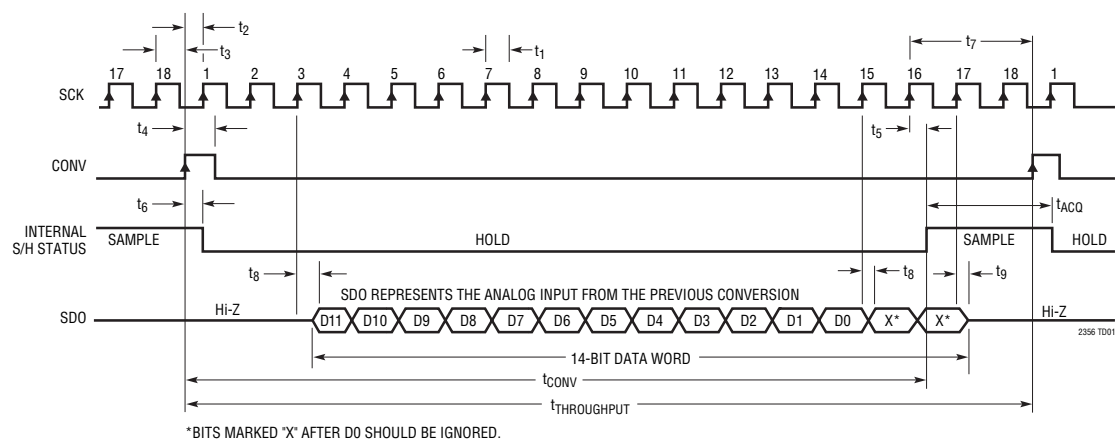 t2
t3
t1
t7
17 18 1 2 3 4 5 6 7 8 9 10 11 12 13 14 15 16 17 18 1
SCK
t4
t5
CONV
t6
tACQ
INTERNAL
S/H STATUS
SAMPLE
HOLD
SAMPLE
HOLD
t8
t8
t9
SDO REPRESENTS THE ANALOG INPUT FROM THE PREVIOUS CONVERSION
SDO
Hi-Z
D11 D10 D9 D8 D7 D6 D5 D4 D3 D2 D1 D0 X* X*
Hi-Z
2356 TD01
14-BIT DATA WORD
tCONV
tTHROUGHPUT
*BITS MARKED "X" AFTER D0 SHOULD BE IGNORED.